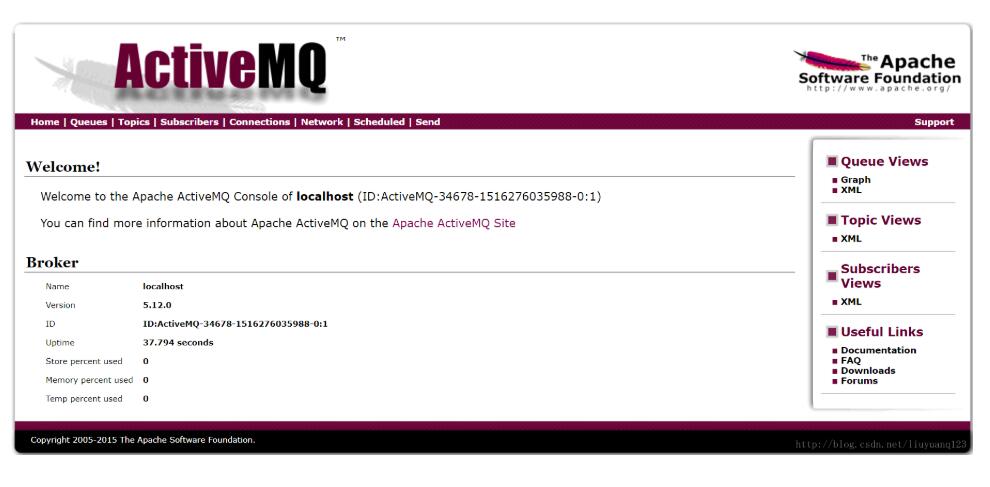 ActiveMQ™
The Apache
Software Foundation
http://www.apache.org/
Home | Queues | Topics | Subscribers | Connections | Network | Scheduled | Send
Support
Welcome!
Welcome to the Apache ActiveMQ Console of localhost (ID:ActiveMQ-34678-1516276035988-0:1)
You can find more information about Apache ActiveMQ on the Apache ActiveMQ Site
Broker
Name localhost
Version 5.12.0
ID ID:ActiveMQ-34678-1516276035988-0:1
Uptime 37.794 seconds
Store percent used 0
Memory percent used 0
Temp percent used 0
Queue Views
Graph
XML
Topic Views
XML
Subscribers
Views
XML
Useful Links
Documentation
FAQ
Downloads
Forums
Copyright 2005-2015 The Apache Software Foundation.
http://blog.csdn.net/liuyuanq123